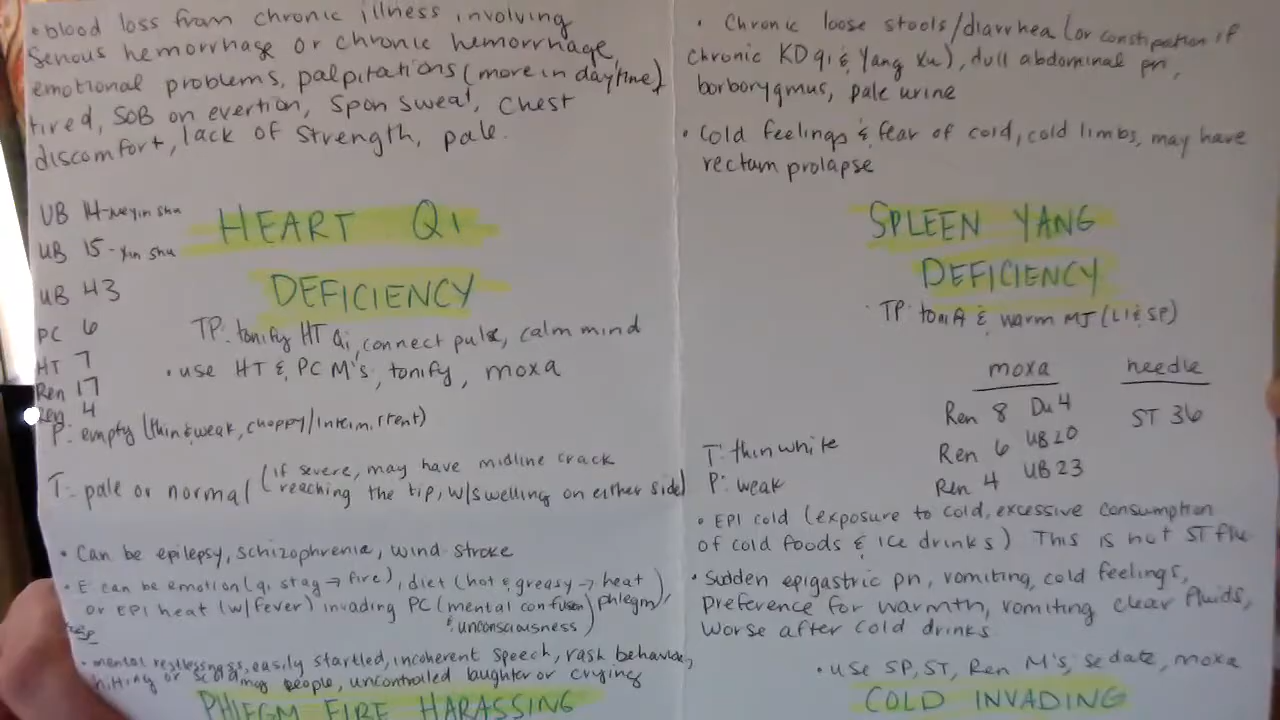 • blood loss from chronic illness involving
serious hemorrhage or chronic hemorrhage
emotional problems, palpitations (more in daytime)
tired, SOB on exertion, spon sweat, chest
discomfort, lack of strength, pale.
UB 14 - Jueyin shu
UB 15 - Xin shu
UB 43
PC 6
HT 7
Ren 17
Ren 4
HEART QI
DEFICIENCY
TP: tonify HT Qi, connect pulse, calm mind
• use HT & PC M's, tonify, moxa
P: empty (thin & weak, choppy/intermittent)
T: pale or normal (if severe, may have midline crack
reaching the tip, w/swelling on either side)
• Can be epilepsy, schizophrenia, wind stroke
• E can be emotion (qi stag → fire), diet (hot & greasy → heat
phlegm),
or EPI heat (w/fever) invading PC (mental confusion
& unconsciousness)
esp
• mental restlessness, easily startled, incoherent speech, rash behavior,
hitting or scolding people, uncontrolled laughter or crying
PHLEGM FIRE HARASSING
• Chronic loose stools/diarrhea (or constipation if
chronic KD qi & Yang Xu), dull abdominal pn,
borborygmus, pale urine
• Cold feelings & fear of cold, cold limbs, may have
rectum prolapse
SPLEEN YANG
DEFICIENCY
TP: & warm MJ
moxa needle
Ren 8 Du 4 ST 36
Ren 6 UB 20
Ren 4 UB 23
T: thin white
P: weak
• EPI cold (exposure to cold, excessive consumption
of cold foods & ice drinks) This is not ST flu
• Sudden epigastric pn, vomiting, cold feelings,
preference for warmth, vomiting clear fluids,
worse after cold drinks
• use SP, ST, Ren M's, sedate, moxa
COLD INVADING